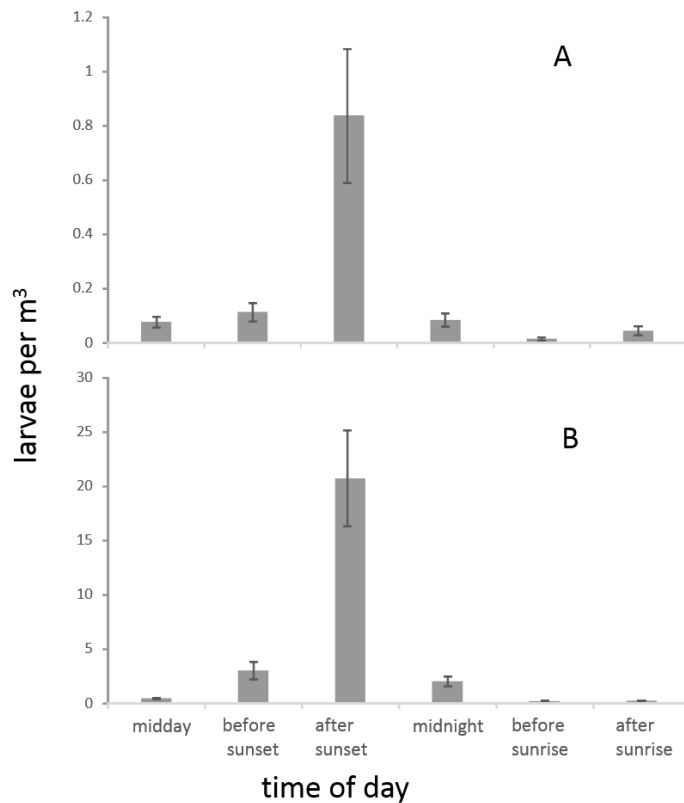 1.2
A
1
0.8
0.6
0.4
0.2
0
larvae per m³
30
B
25
20
15
10
5
0
midday before sunset after sunset midnight before sunrise after sunrise
time of day